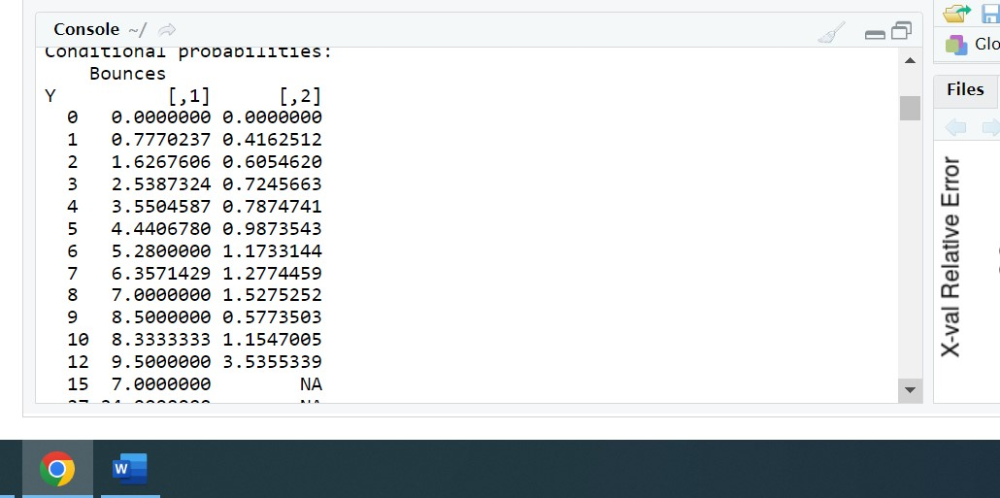 Console ~/
Conditional probabilities:
Bounces
Y [,1] [,2]
0 0.0000000 0.0000000
1 0.7770237 0.4162512
2 1.6267606 0.6054620
3 2.5387324 0.7245663
4 3.5504587 0.7874741
5 4.4406780 0.9873543
6 5.2800000 1.1733144
7 6.3571429 1.2774459
8 7.0000000 1.5275252
9 8.5000000 0.5773503
10 8.3333333 1.1547005
12 9.5000000 3.5355339
15 7.0000000 NA
Glo
Files
X-val Relative Error
W